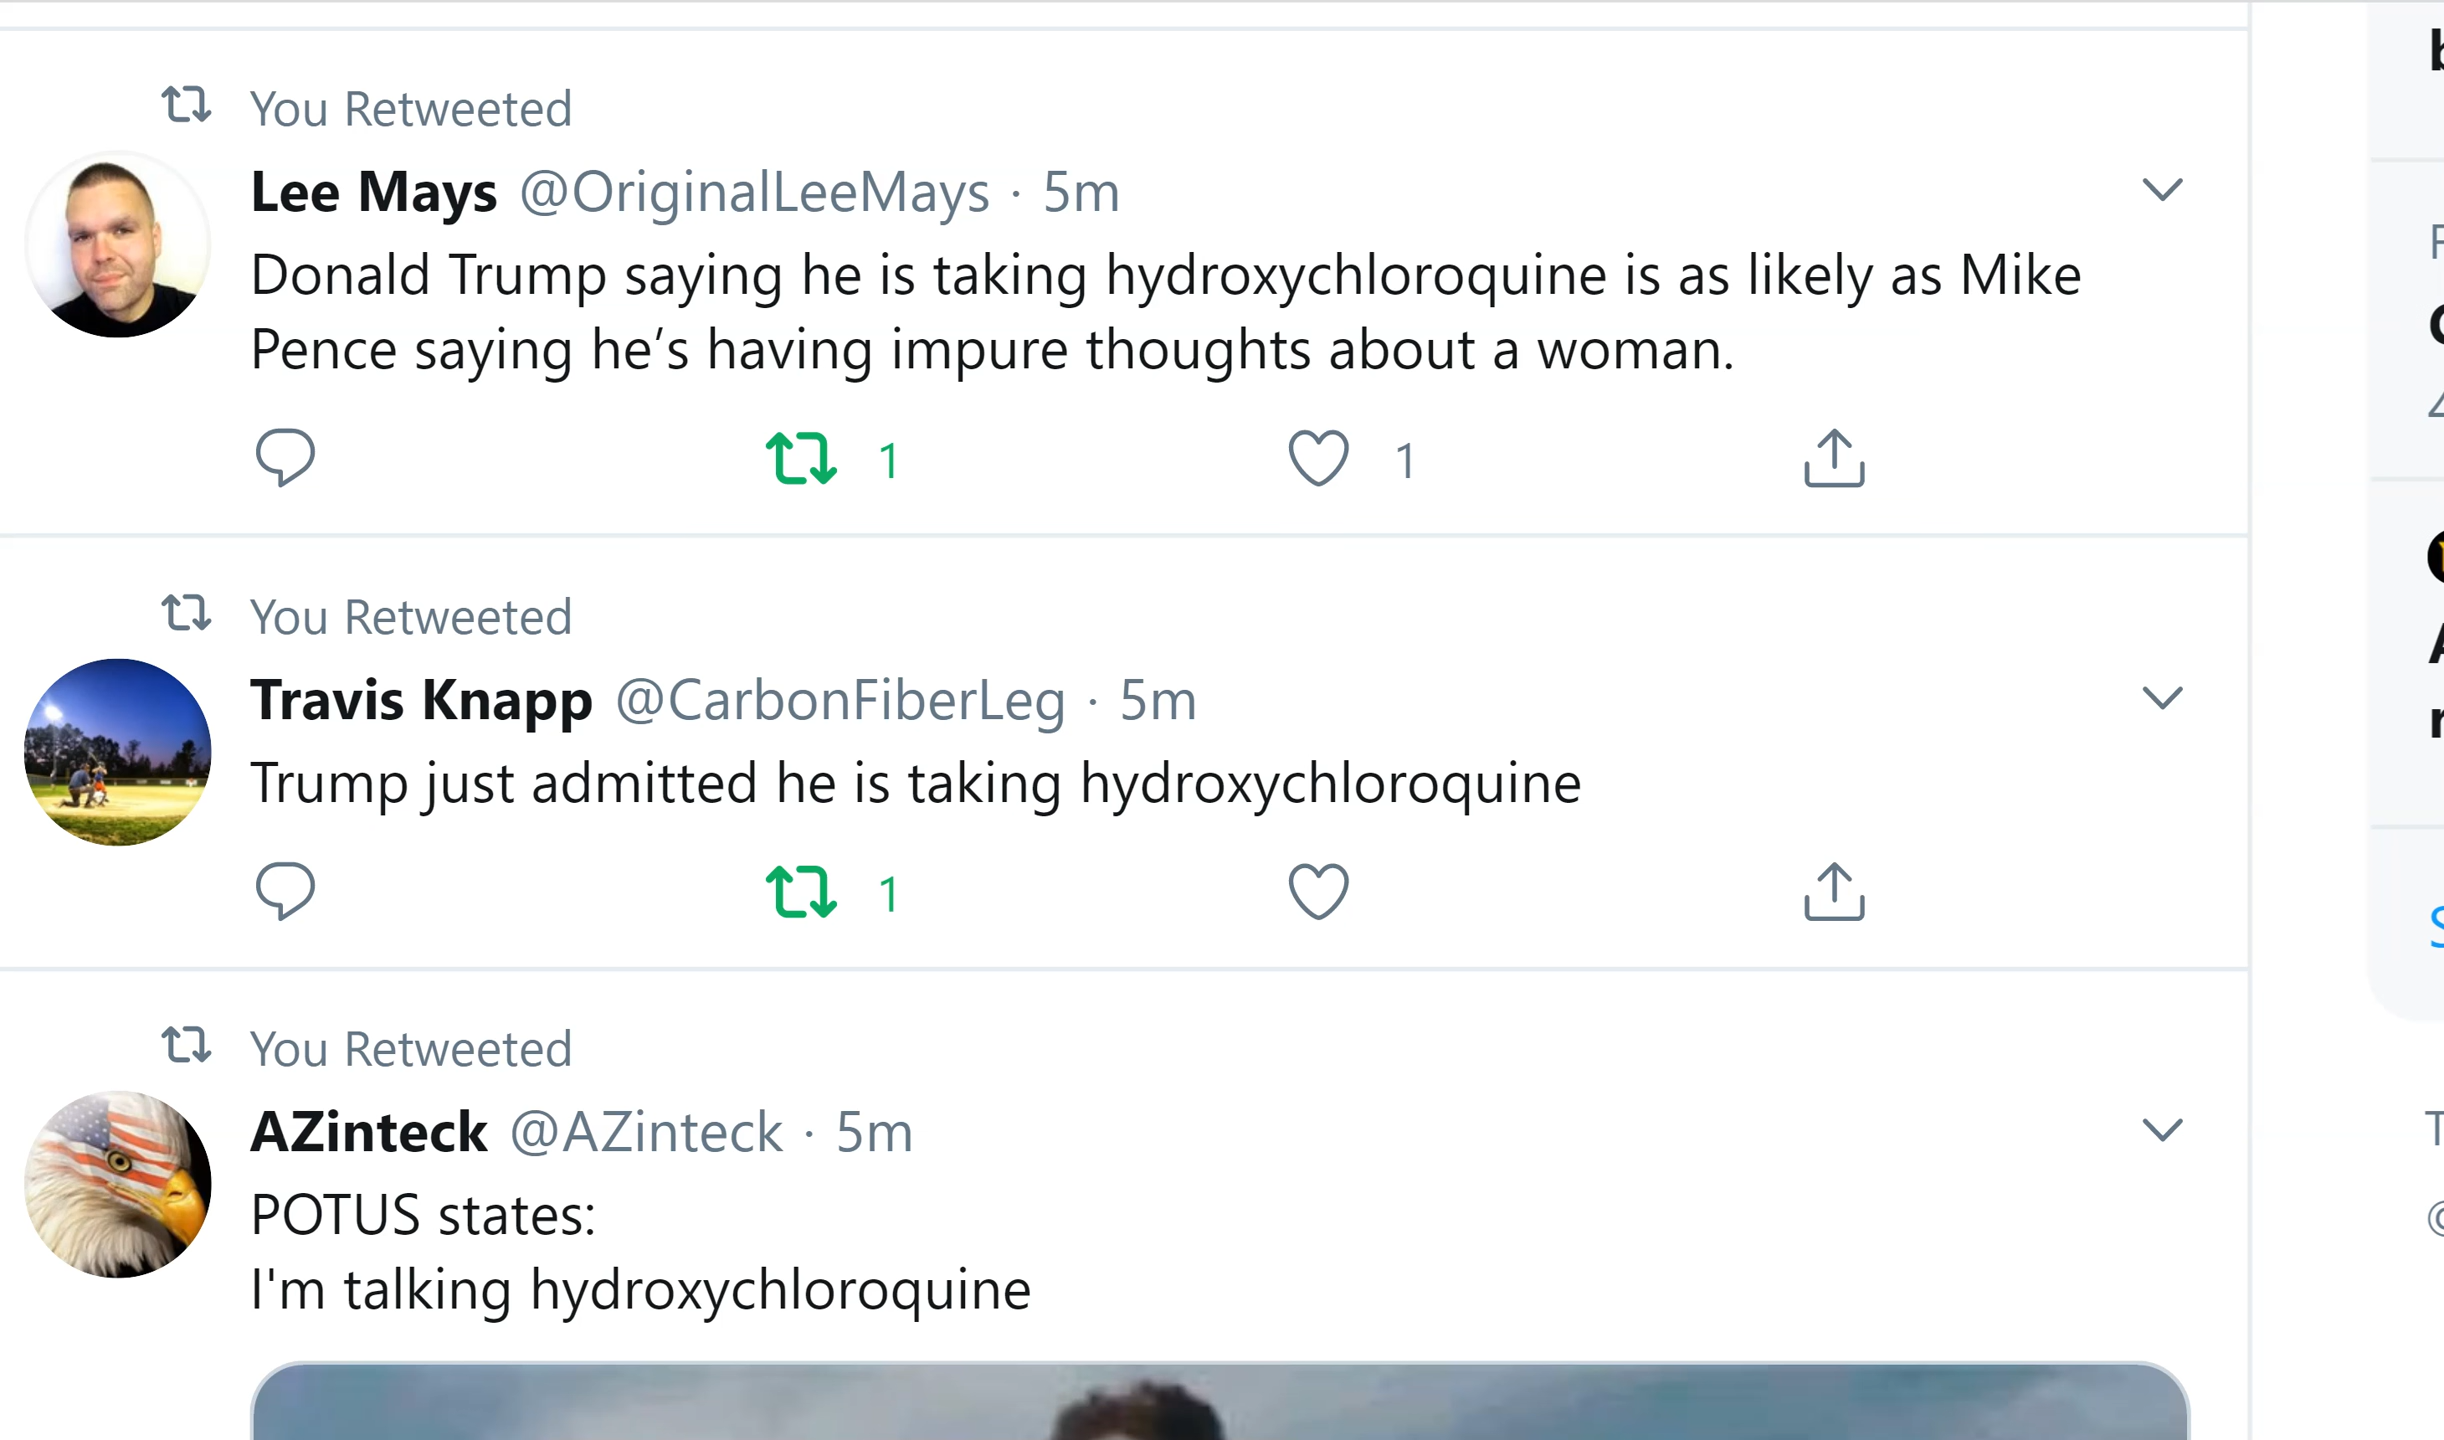 You Retweeted
Lee Mays @OriginalLeeMays · 5m
Donald Trump saying he is taking hydroxychloroquine is as likely as Mike
Pence saying he’s having impure thoughts about a woman.
1 1
You Retweeted
Travis Knapp @CarbonFiberLeg · 5m
Trump just admitted he is taking hydroxychloroquine
1
You Retweeted
AZinteck @AZinteck · 5m
POTUS states:
I'm talking hydroxychloroquine